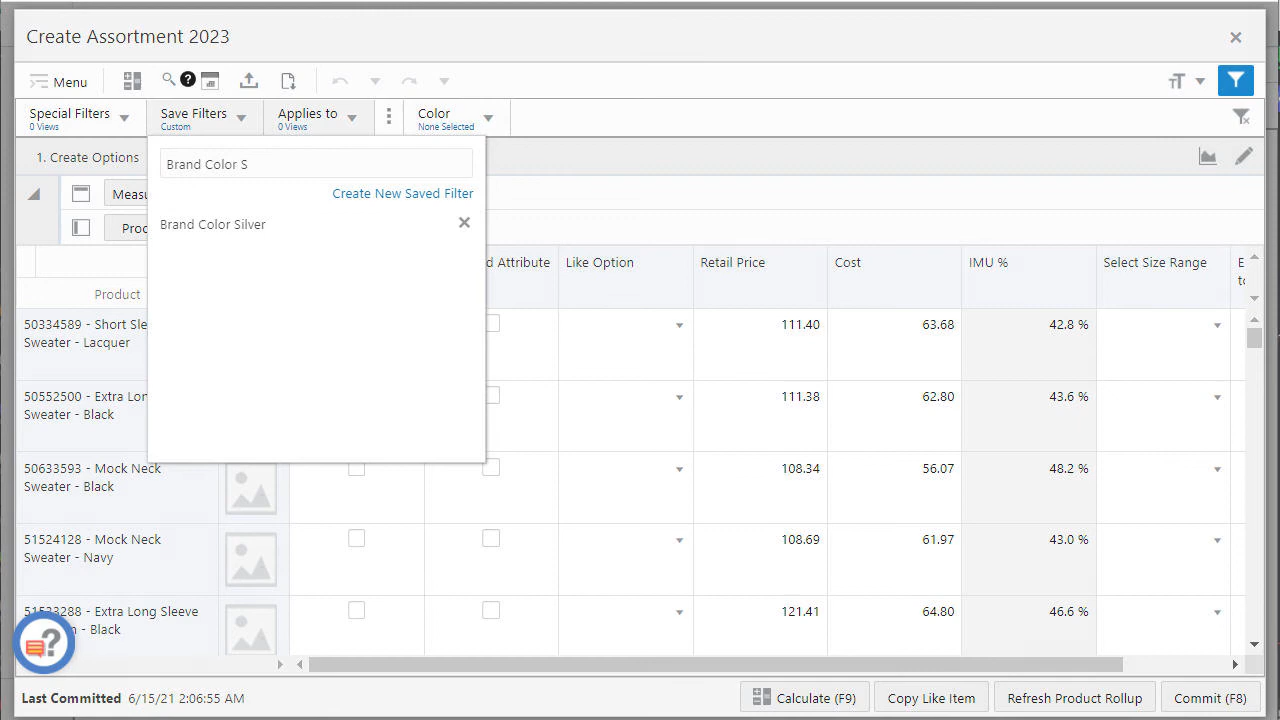 Create Assortment 2023
Menu
Special Filters
0 Views
Save Filters
Custom
Applies to
0 Views
Color
None Selected
1. Create Options
Brand Color S
Create New Saved Filter
Brand Color Silver
Measu
Proc
Product
d Attribute
Like Option
Retail Price
Cost
IMU %
Select Size Range
50334589 - Short Sle
Sweater - Lacquer
111.40
63.68
42.8 %
50552500 - Extra Lon
Sweater - Black
111.38
62.80
43.6 %
50633593 - Mock Neck
Sweater - Black
108.34
56.07
48.2 %
51524128 - Mock Neck
Sweater - Navy
108.69
61.97
43.0 %
51533288 - Extra Long Sleeve
- Black
121.41
64.80
46.6 %
Last Committed 6/15/21 2:06:55 AM
Calculate (F9)
Copy Like Item
Refresh Product Rollup
Commit (F8)